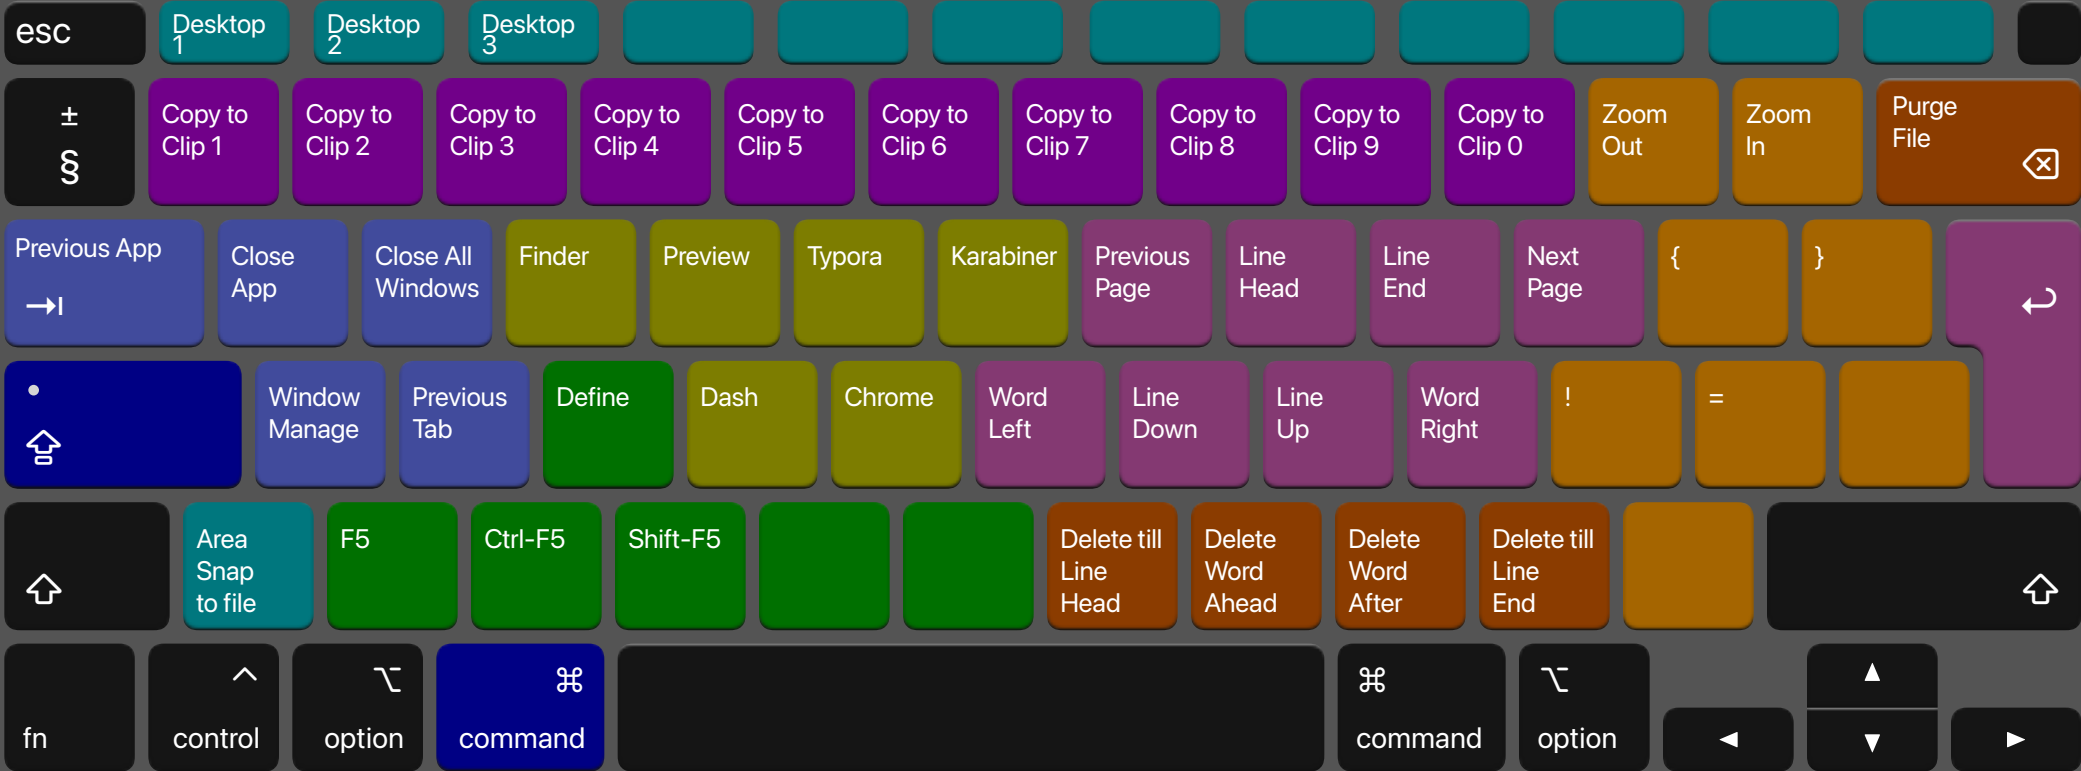 esc
Desktop
1
Desktop
2
Desktop
3
±
§
Copy to
Clip 1
Copy to
Clip 2
Copy to
Clip 3
Copy to
Clip 4
Copy to
Clip 5
Copy to
Clip 6
Copy to
Clip 7
Copy to
Clip 8
Copy to
Clip 9
Copy to
Clip 0
Zoom
Out
Zoom
In
Purge
File
Previous App
Close
App
Close All
Windows
Finder
Preview
Typora
Karabiner
Previous
Page
Line
Head
Line
End
Next
Page
{
}
Window
Manage
Previous
Tab
Define
Dash
Chrome
Word
Left
Line
Down
Line
Up
Word
Right
!
=
Area
Snap
to file
F5
Ctrl-F5
Shift-F5
Delete till
Line
Head
Delete
Word
Ahead
Delete
Word
After
Delete till
Line
End
fn
control
option
⌘
command
⌘
command
option